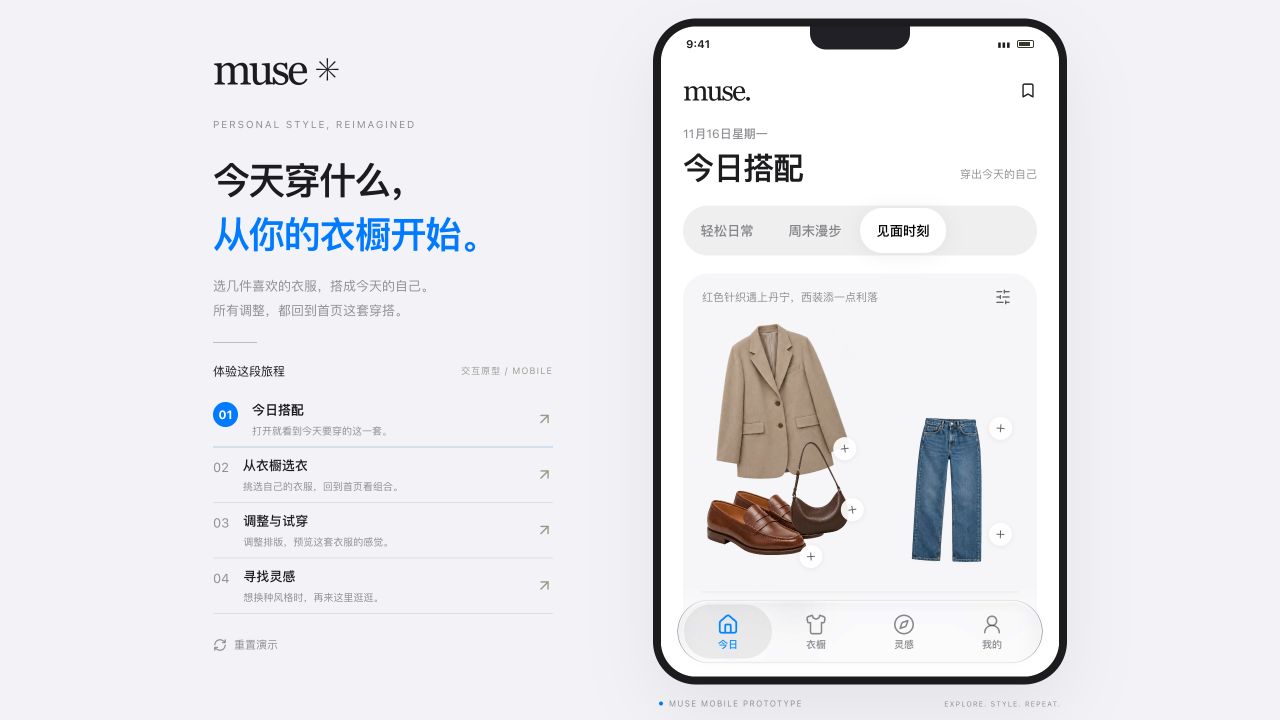 muse
PERSONAL STYLE, REIMAGINED
今天穿什么，
从你的衣橱开始。
选几件喜欢的衣服，搭成今天的自己。
所有调整，都回到首页这套穿搭。
体验这段旅程
交互原型 / MOBILE
01
今日搭配
打开就看到今天要穿的这一套。
02
从衣橱选衣
挑选自己的衣服，回到首页看组合。
03
调整与试穿
调整排版，预览这套衣服的感觉。
04
寻找灵感
想换种风格时，再来这里逛逛。
重置演示
9:41
muse.
11月16日星期一
今日搭配
穿出今天的自己
轻松日常
周末漫步
见面时刻
红色针织遇上丹宁，西装添一点利落
今日
衣橱
灵感
我的
MUSE MOBILE PROTOTYPE
EXPLORE. STYLE. REPEAT.